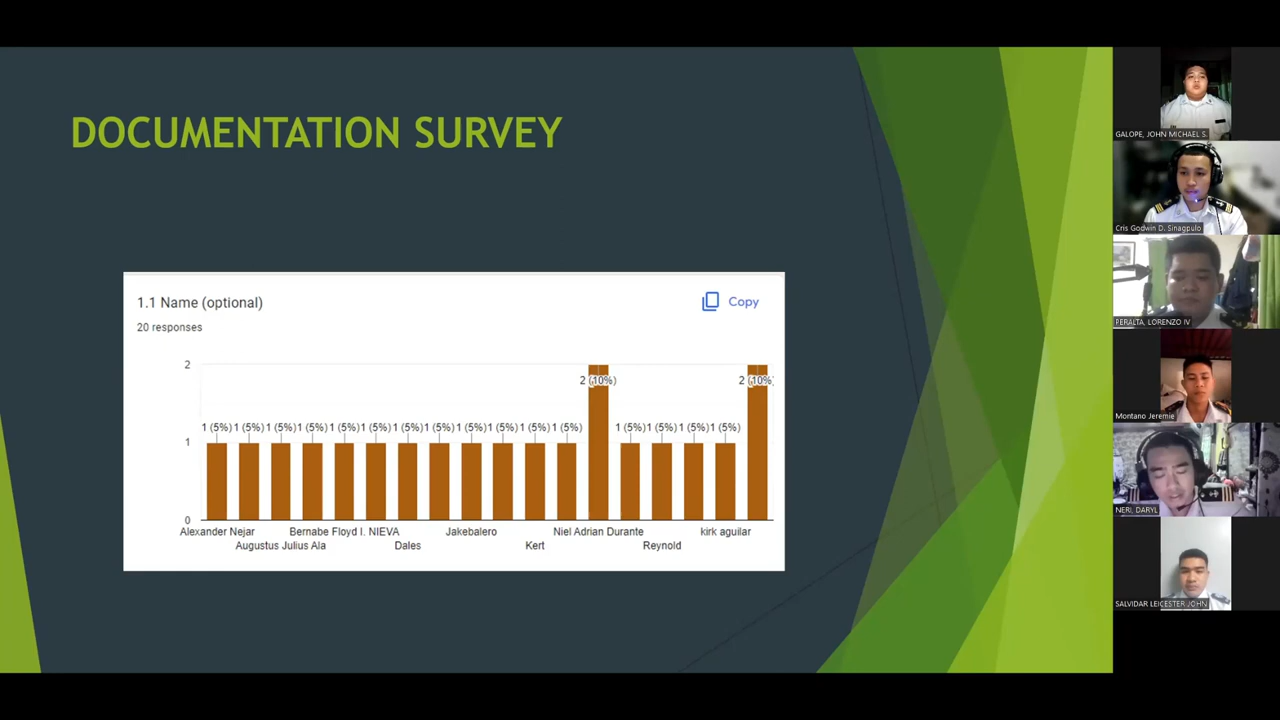 DOCUMENTATION SURVEY
1.1 Name (optional)
Copy
20 responses
2
2 (10%) 2 (10%)
1 (5%) 1 (5%) 1 (5%) 1 (5%) 1 (5%) 1 (5%) 1 (5%) 1 (5%) 1 (5%) 1 (5%) 1 (5%) 1 (5%) 1 (5%) 1 (5%) 1 (5%) 1 (5%)
1
0
Alexander Nejar Bernabe Floyd I. NIEVA Jakebalero Niel Adrian Durante kirk aguilar
Augustus Julius Ala Dales Kert Reynold
GALOPE, JOHN MICHAEL S.
Cris Godwin D. Sinagpulo
PERALTA, LORENZO IV
Montano Jeremie
NERI, DARYL
SALVIDAR LEICESTER JOHN